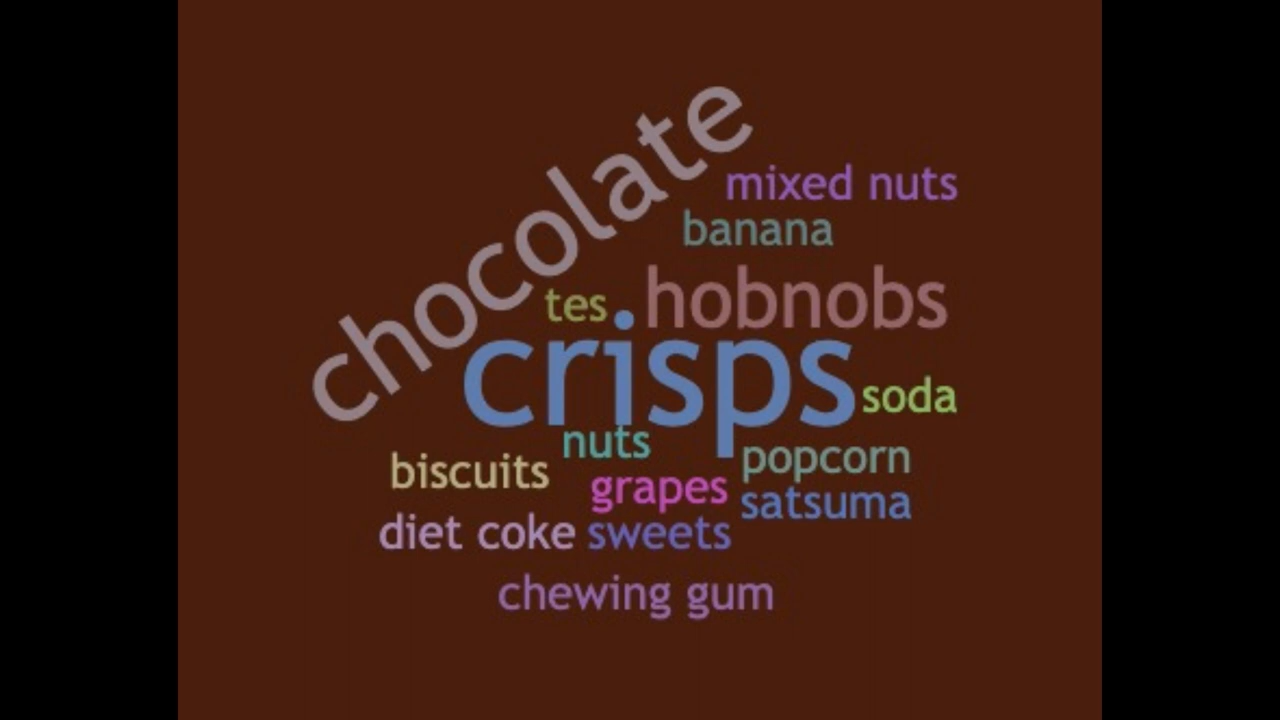 chocolate
mixed nuts
banana
tes
hobnobs
crisps
soda
nuts
popcorn
biscuits
grapes
satsuma
diet coke
sweets
chewing gum